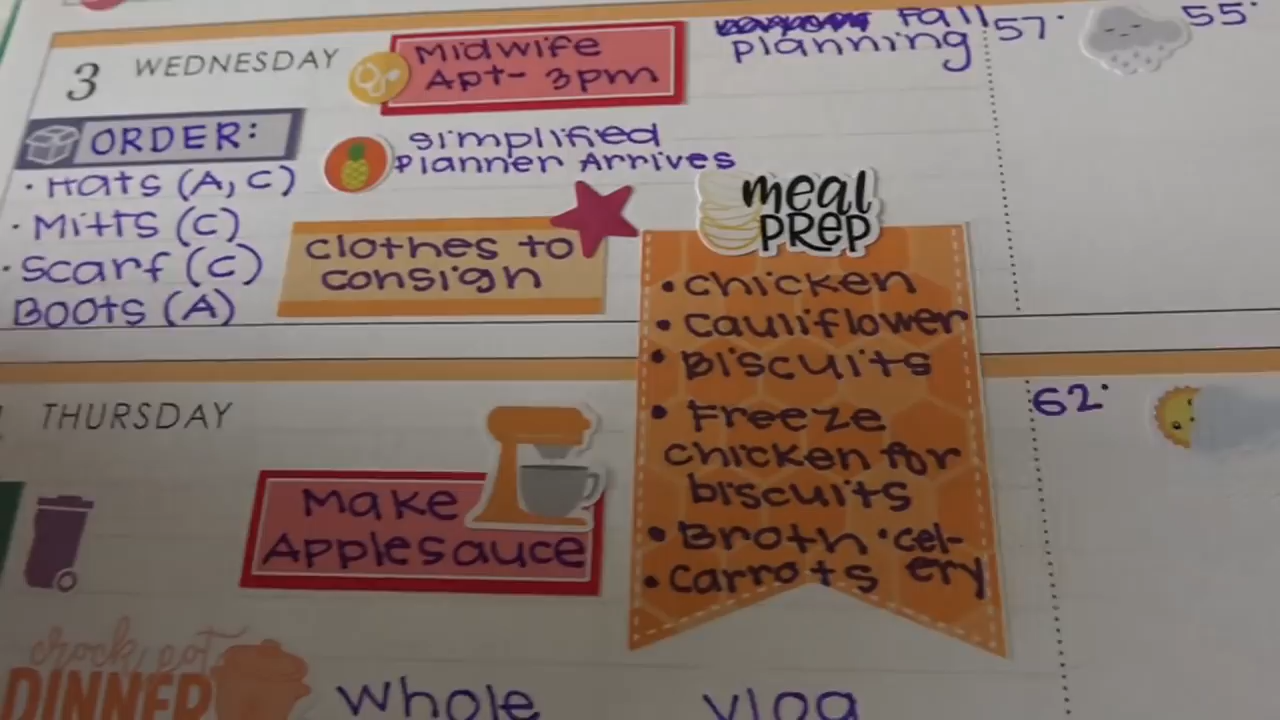 3 WEDNESDAY
Midwife
Apt- 3pm
Fall
planning
57°
55°
ORDER:
• Hats (A, C)
• Mitts (C)
• Scarf (C)
Boots (A)
simplified
Planner Arrives
clothes to
consign
meal
PREP
• chicken
• cauliflower
• Biscuits
• Freeze
chicken for
biscuits
• Broth • cel-
ery
• carrots
THURSDAY
62°
Make
Applesauce
crock pot
DINNER
whole
vlog